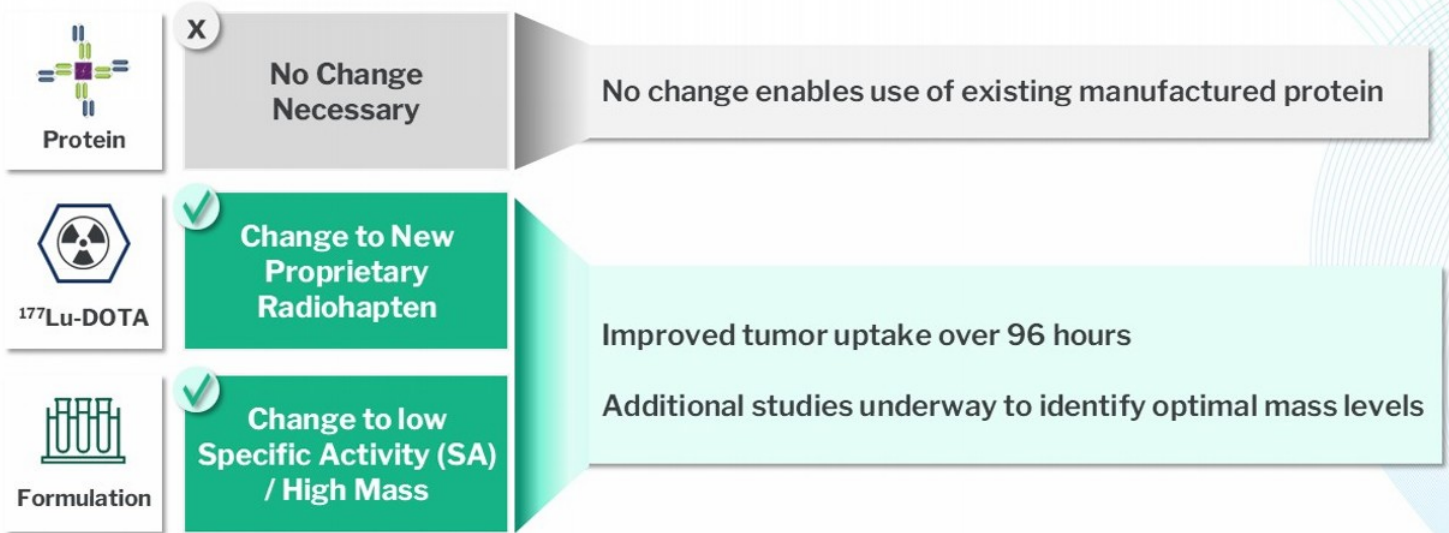 X
No Change
Necessary
No change enables use of existing manufactured protein
Protein
Change to New
Proprietary
Radiohapten
¹⁷⁷Lu-DOTA
Improved tumor uptake over 96 hours
Additional studies underway to identify optimal mass levels
Change to low
Specific Activity (SA)
/ High Mass
Formulation